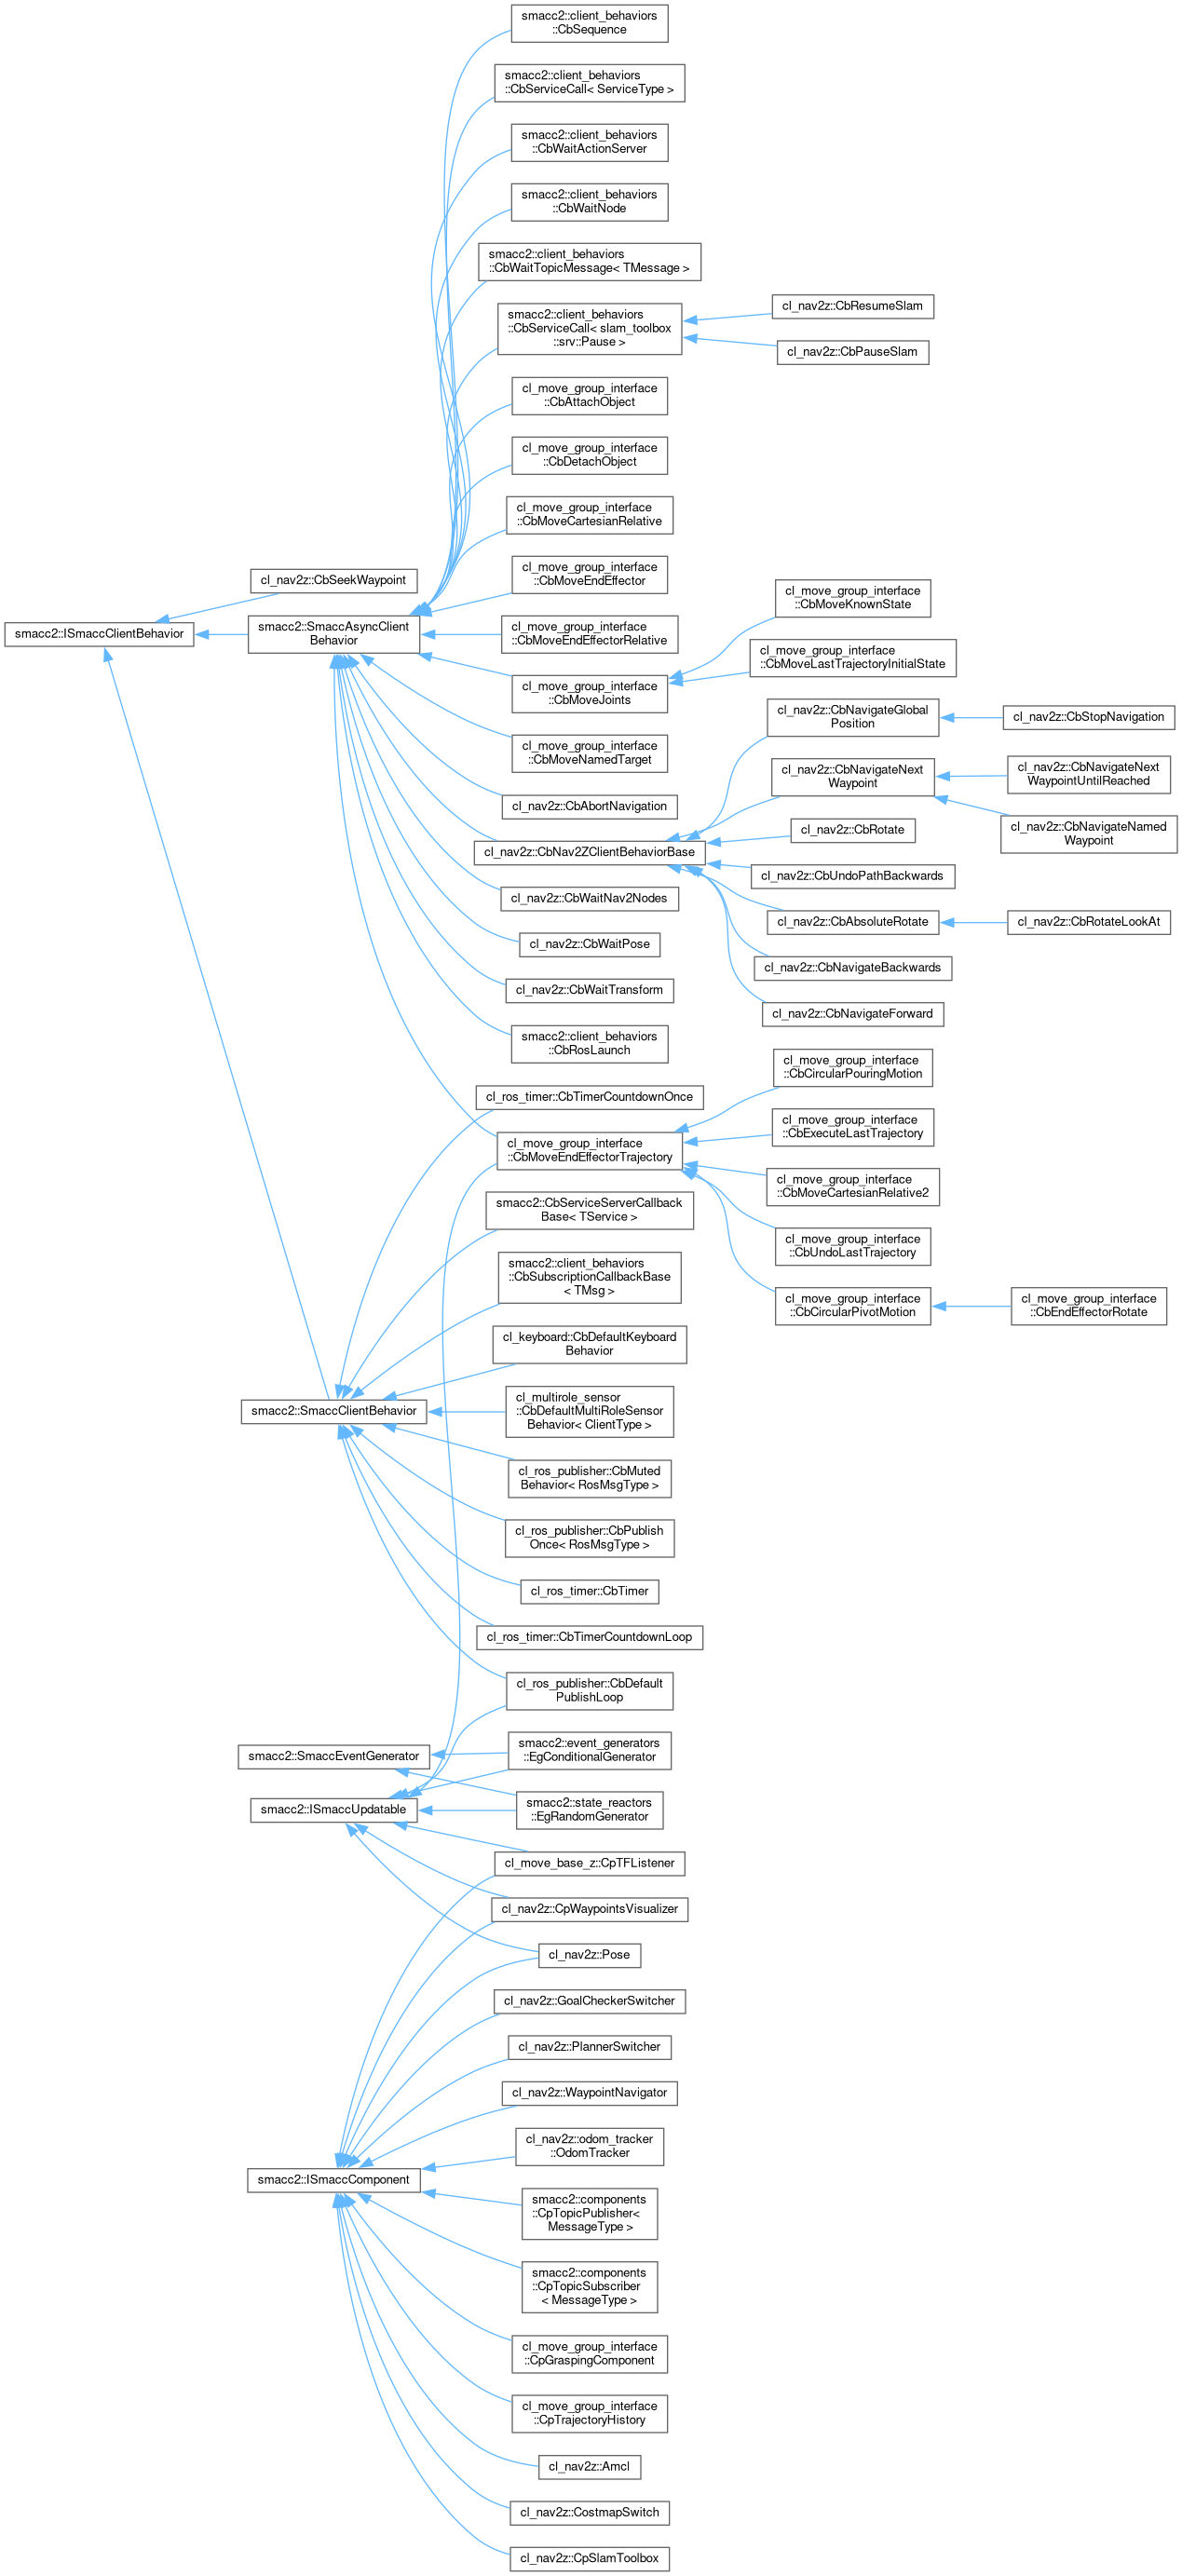 smacc2::client_behaviors
::CbSequence
smacc2::client_behaviors
::CbServiceCall< ServiceType >
smacc2::client_behaviors
::CbWaitActionServer
smacc2::client_behaviors
::CbWaitNode
smacc2::client_behaviors
::CbWaitTopicMessage< TMessage >
smacc2::client_behaviors
::CbServiceCall< slam_toolbox
::srv::Pause >
cl_nav2z::CbResumeSlam
cl_nav2z::CbPauseSlam
cl_move_group_interface
::CbAttachObject
cl_move_group_interface
::CbDetachObject
cl_move_group_interface
::CbMoveCartesianRelative
cl_nav2z::CbSeekWaypoint
cl_move_group_interface
::CbMoveEndEffector
smacc2::ISmaccClientBehavior
smacc2::SmaccAsyncClient
Behavior
cl_move_group_interface
::CbMoveEndEffectorRelative
cl_move_group_interface
::CbMoveKnownState
cl_move_group_interface
::CbMoveLastTrajectoryInitialState
cl_move_group_interface
::CbMoveJoints
cl_nav2z::CbNavigateGlobal
Position
cl_nav2z::CbStopNavigation
cl_move_group_interface
::CbMoveNamedTarget
cl_nav2z::CbNavigateNext
Waypoint
cl_nav2z::CbNavigateNext
WaypointUntilReached
cl_nav2z::CbAbortNavigation
cl_nav2z::CbRotate
cl_nav2z::CbNavigateNamed
Waypoint
cl_nav2z::CbNav2ZClientBehaviorBase
cl_nav2z::CbUndoPathBackwards
cl_nav2z::CbWaitNav2Nodes
cl_nav2z::CbAbsoluteRotate
cl_nav2z::CbRotateLookAt
cl_nav2z::CbWaitPose
cl_nav2z::CbNavigateBackwards
cl_nav2z::CbWaitTransform
cl_nav2z::CbNavigateForward
smacc2::client_behaviors
::CbRosLaunch
cl_move_group_interface
::CbCircularPouringMotion
cl_ros_timer::CbTimerCountdownOnce
cl_move_group_interface
::CbExecuteLastTrajectory
cl_move_group_interface
::CbMoveEndEffectorTrajectory
cl_move_group_interface
::CbMoveCartesianRelative2
smacc2::CbServiceServerCallback
Base< TService >
cl_move_group_interface
::CbUndoLastTrajectory
smacc2::client_behaviors
::CbSubscriptionCallbackBase
< TMsg >
cl_move_group_interface
::CbCircularPivotMotion
cl_move_group_interface
::CbEndEffectorRotate
cl_keyboard::CbDefaultKeyboard
Behavior
smacc2::SmaccClientBehavior
cl_multirole_sensor
::CbDefaultMultiRoleSensor
Behavior< ClientType >
cl_ros_publisher::CbMuted
Behavior< RosMsgType >
cl_ros_publisher::CbPublish
Once< RosMsgType >
cl_ros_timer::CbTimer
cl_ros_timer::CbTimerCountdownLoop
cl_ros_publisher::CbDefault
PublishLoop
smacc2::SmaccEventGenerator
smacc2::event_generators
::EgConditionalGenerator
smacc2::ISmaccUpdatable
smacc2::state_reactors
::EgRandomGenerator
cl_move_base_z::CpTFListener
cl_nav2z::CpWaypointsVisualizer
cl_nav2z::Pose
cl_nav2z::GoalCheckerSwitcher
cl_nav2z::PlannerSwitcher
cl_nav2z::WaypointNavigator
cl_nav2z::odom_tracker
::OdomTracker
smacc2::ISmaccComponent
smacc2::components
::CpTopicPublisher<
MessageType >
smacc2::components
::CpTopicSubscriber
< MessageType >
cl_move_group_interface
::CpGraspingComponent
cl_move_group_interface
::CpTrajectoryHistory
cl_nav2z::Amcl
cl_nav2z::CostmapSwitch
cl_nav2z::CpSlamToolbox